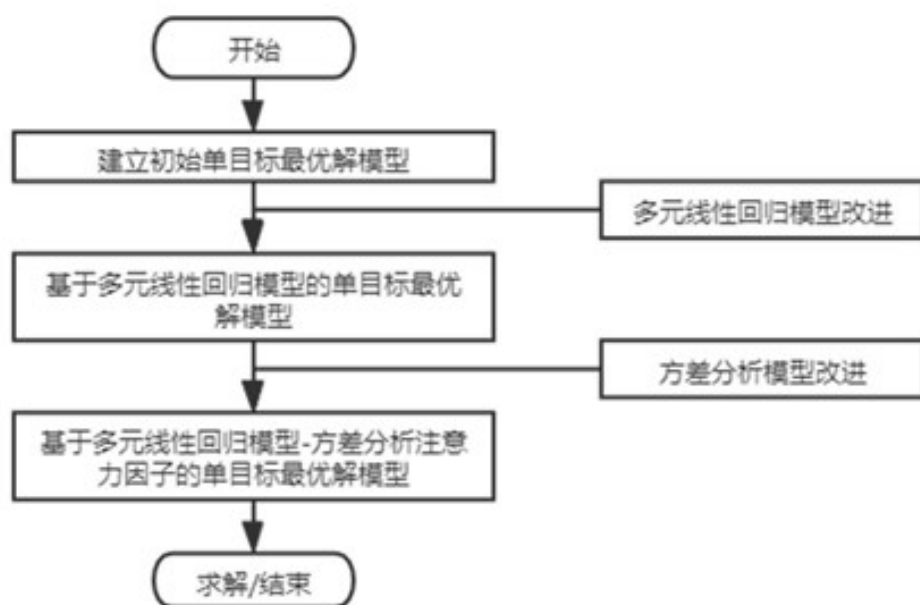 开始
建立初始单目标最优解模型
多元线性回归模型改进
基于多元线性回归模型的单目标最优
解模型
方差分析模型改进
基于多元线性回归模型-方差分析注意
力因子的单目标最优解模型
求解/结束